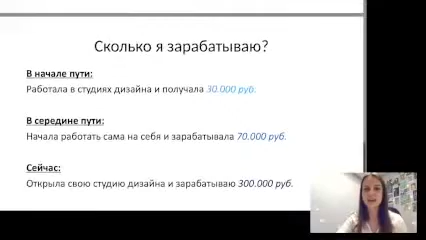 Сколько я зарабатываю?
В начале пути:
Работала в студиях дизайна и получала 30.000 руб.
В середине пути:
Начала работать сама на себя и зарабатывала 70.000 руб.
Сейчас:
Открыла свою студию дизайна и зарабатываю 300.000 руб.